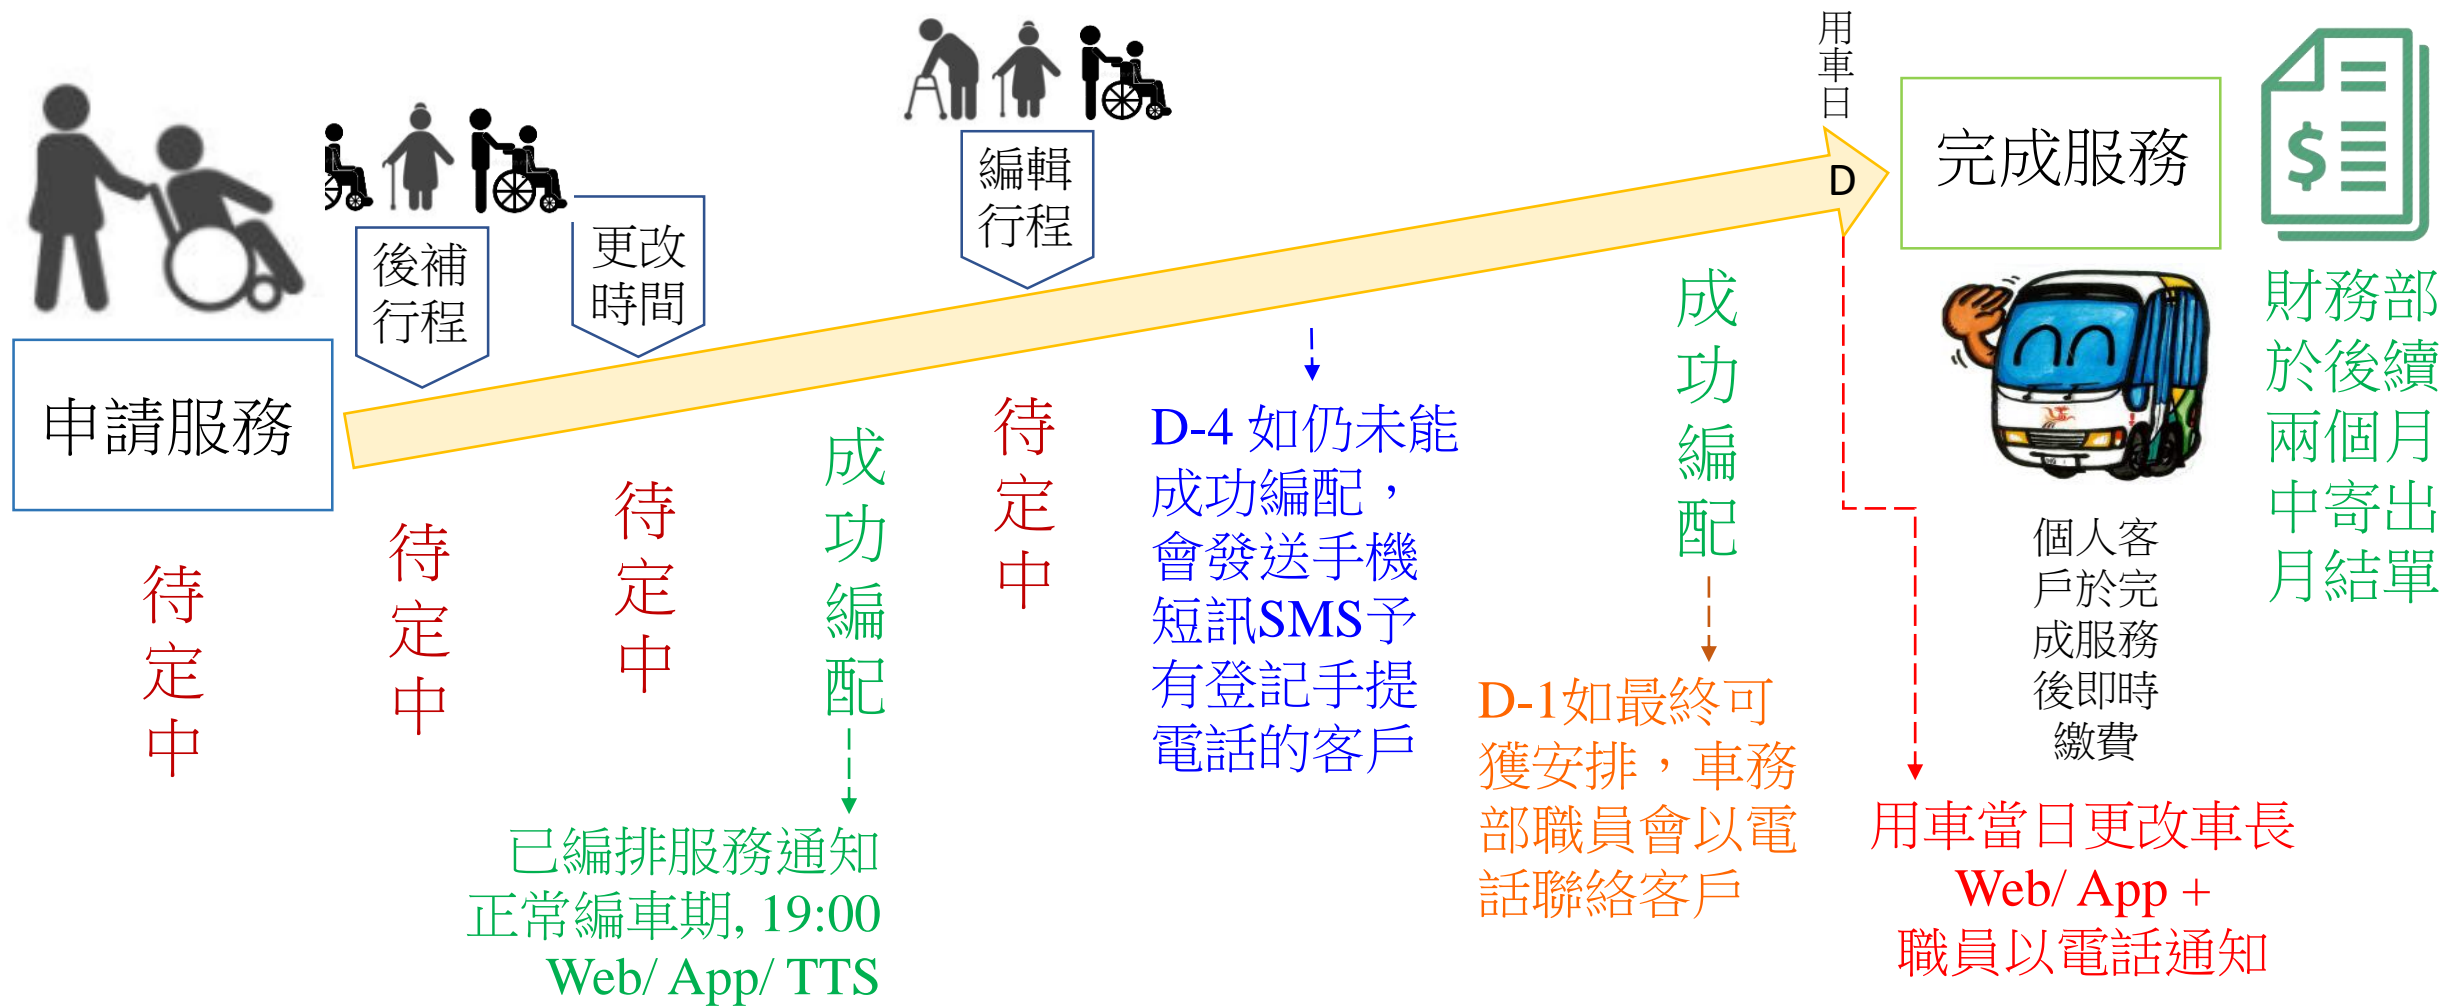 申請服務
待定中
後補
行程
待定中
更改
時間
待定中
成功編配
已編排服務通知
正常編車期, 19:00
Web/ App/ TTS
編輯
行程
待定中
D-4 如仍未能
成功編配，
會發送手機
短訊SMS予
有登記手提
電話的客戶
成功編配
D-1如最終可
獲安排，車務
部職員會以電
話聯絡客戶
用車日
D
用車當日更改車長
Web/ App +
職員以電話通知
完成服務
個人客
戶於完
成服務
後即時
繳費
$
財務部
於後續
兩個月
中寄出
月結單